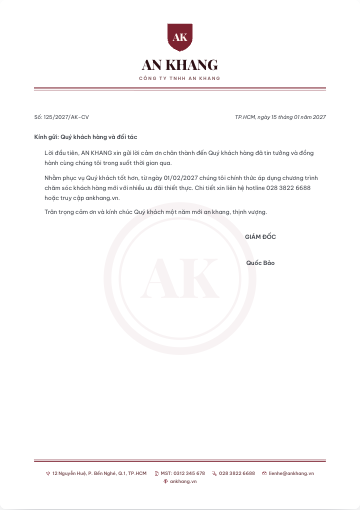 AK
AN KHANG
CÔNG TY TNHH AN KHANG
Số: 125/2027/AK-CV
TP.HCM, ngày 15 tháng 01 năm 2027
Kính gửi: Quý khách hàng và đối tác
Lời đầu tiên, AN KHANG xin gửi lời cảm ơn chân thành đến Quý khách hàng đã tin tưởng và đồng
hành cùng chúng tôi trong suốt thời gian qua.
Nhằm phục vụ Quý khách tốt hơn, từ ngày 01/02/2027 chúng tôi chính thức áp dụng chương trình
chăm sóc khách hàng mới với nhiều ưu đãi thiết thực. Chi tiết xin liên hệ hotline 028 3822 6688
hoặc truy cập ankhang.vn.
Trân trọng cảm ơn và kính chúc Quý khách một năm mới an khang, thịnh vượng.
GIÁM ĐỐC
AK
Quốc Bảo
12 Nguyễn Huệ, P. Bến Nghé, Q.1, TP.HCM MST: 0312 345 678 028 3822 6688 lienhe@ankhang.vn
ankhang.vn